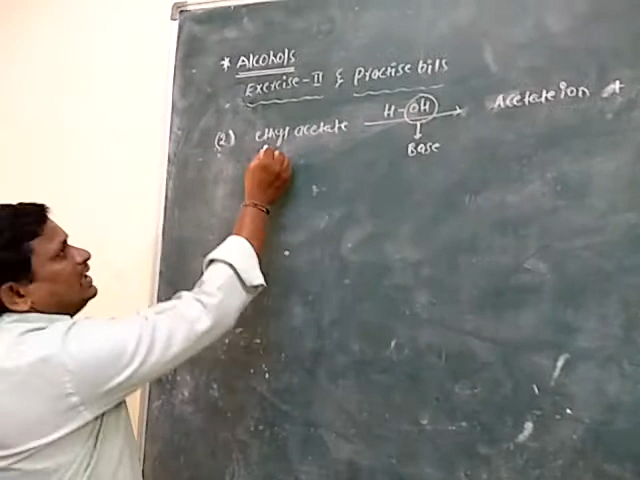 * Alcohols
Exercise-II & Practise bits
(2) ethyl acetate H-OH Acetate ion +
Base